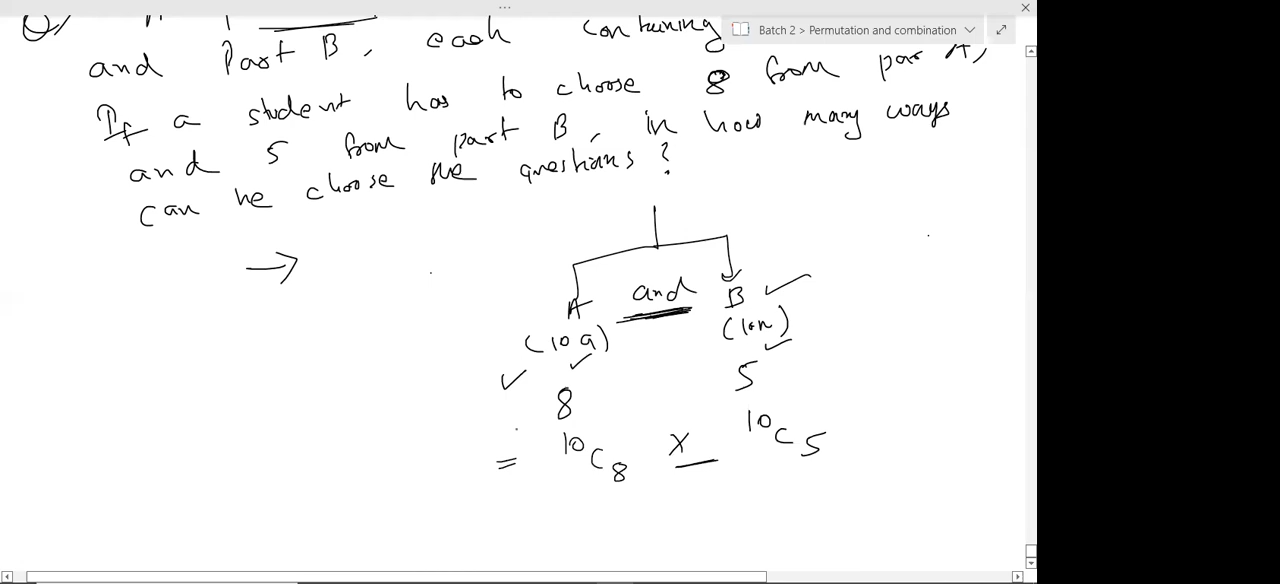 Batch 2 > Permutation and combination
Q)
and Part B, each containing
If a student has to choose 8 from par A,
and 5 from part B, in how many ways
can he choose the questions?
→
A and B ✓
(10 q) (10 n)
✓ ✓ ✓
8 5
= ¹⁰C₈ X ¹⁰C₅